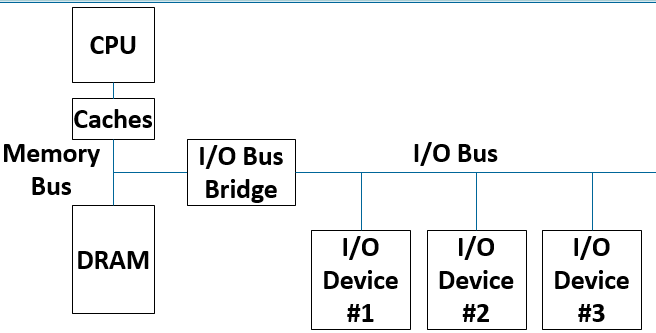 CPU
Caches
Memory
Bus
I/O Bus
Bridge
I/O Bus
DRAM
I/O
Device
#1
I/O
Device
#2
I/O
Device
#3